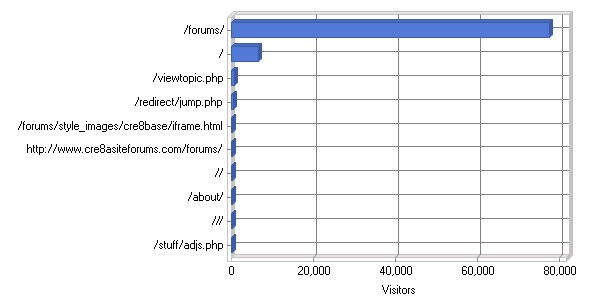 /forums/
/
/viewtopic.php
/redirect/jump.php
/forums/style_images/cre8base/iframe.html
http://www.cre8asiteforums.com/forums/
//
/about/
///
/stuff/adjs.php
0 20,000 40,000 60,000 80,000
Visitors